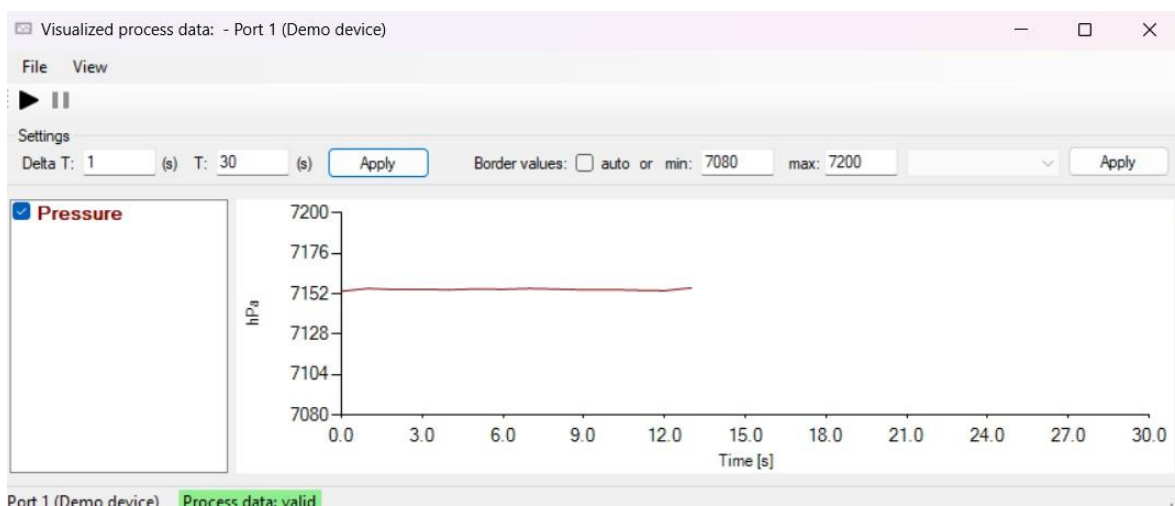 Visualized process data:  - Port 1 (Demo device)
File View
Settings
Delta T: 1 (s) T: 30 (s) Apply Border values: auto or min: 7080 max: 7200 Apply
Pressure
7200
7176
7152
7128
7104
7080
hPa
0.0 3.0 6.0 9.0 12.0 15.0 18.0 21.0 24.0 27.0 30.0
Time [s]
Port 1 (Demo device) Process data: valid